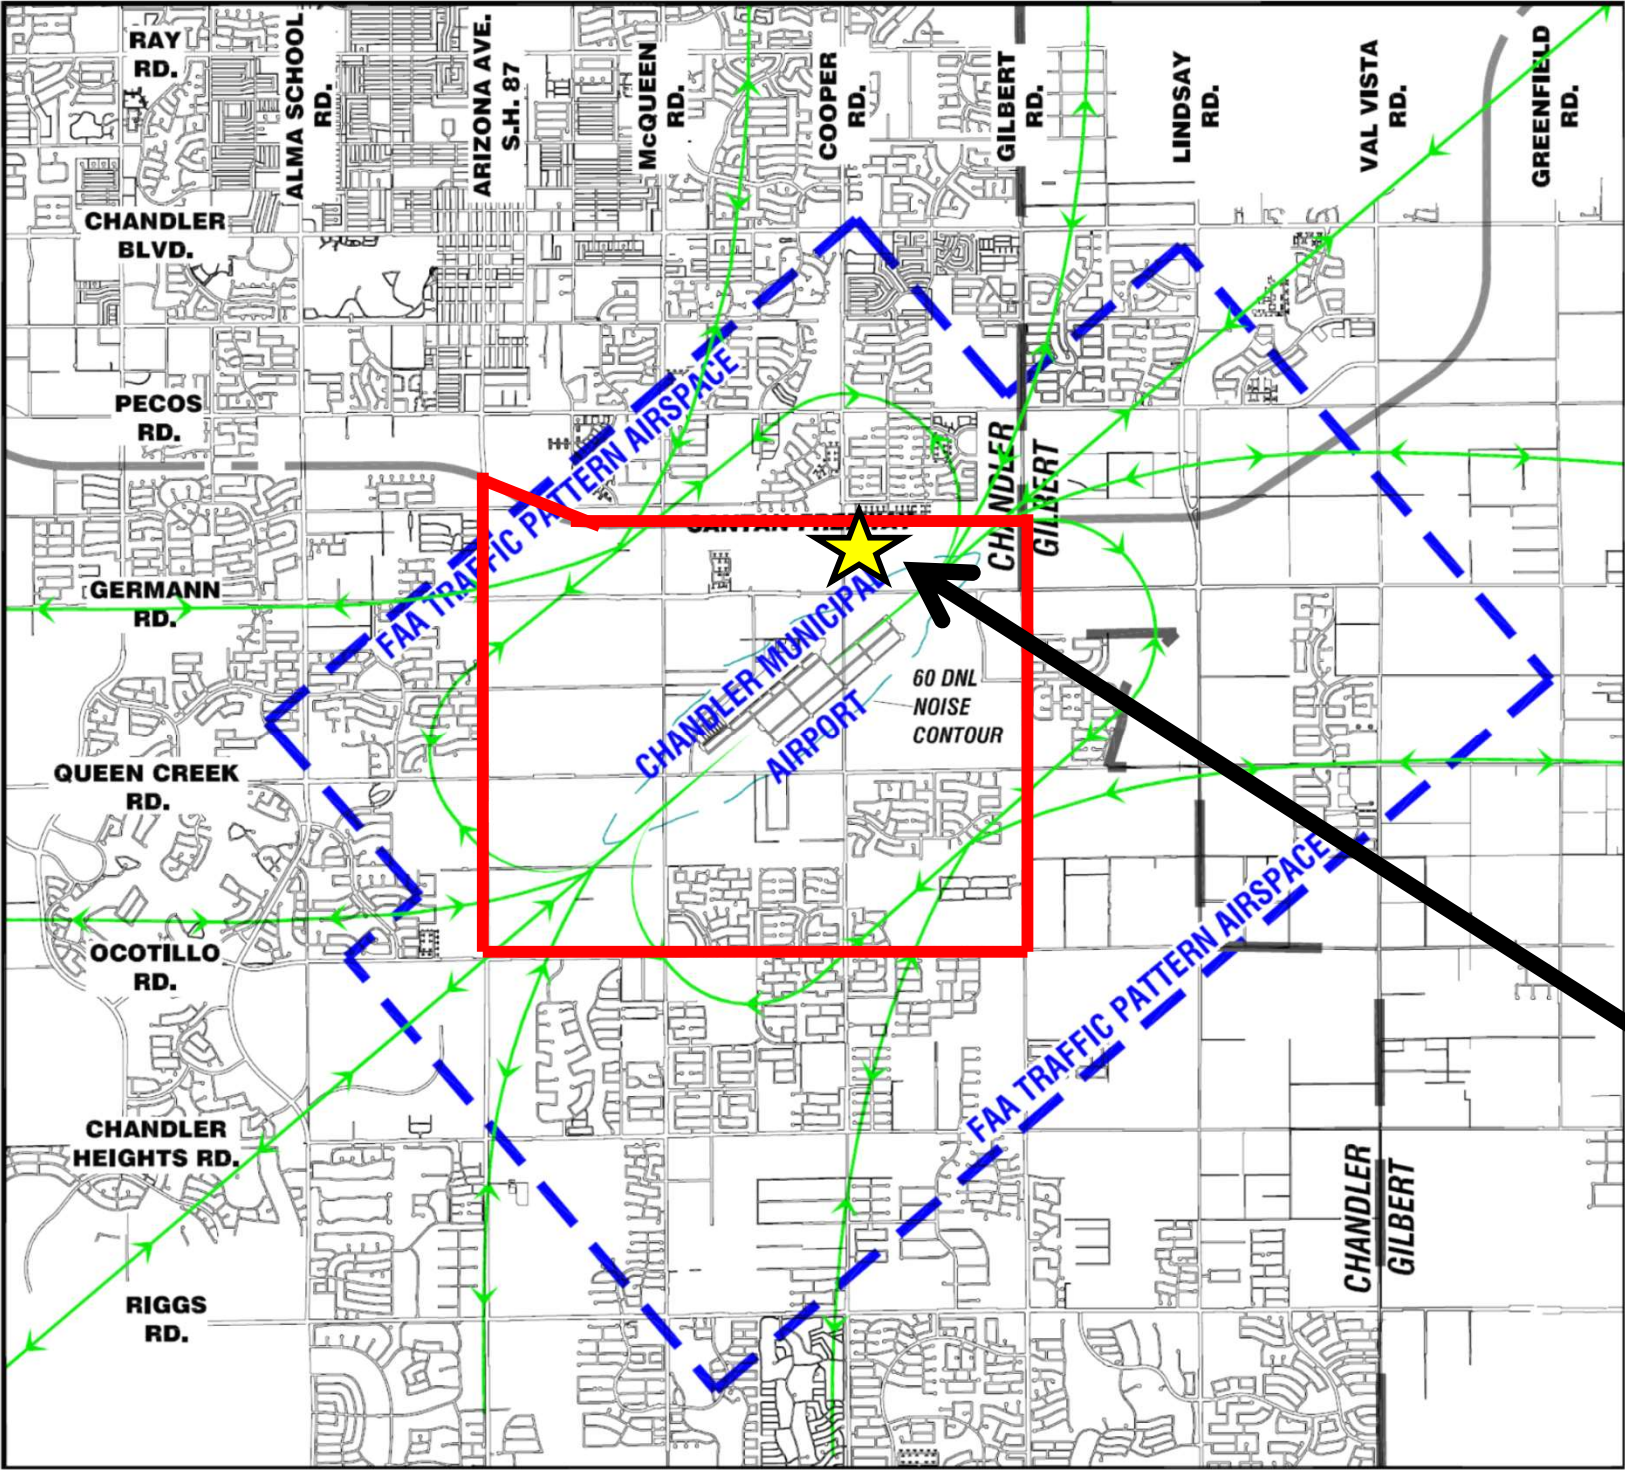 RAY
RD.
ALMA SCHOOL
RD.
ARIZONA AVE.
S.H. 87
McQUEEN
RD.
COOPER
RD.
GILBERT
RD.
LINDSAY
RD.
VAL VISTA
RD.
GREENFIELD
RD.
CHANDLER
BLVD.
PECOS
RD.
FAA TRAFFIC PATTERN AIRSPACE
CHANDLER
GILBERT
SANTAN FREEWAY
GERMANN
RD.
CHANDLER MUNICIPAL
AIRPORT
60 DNL
NOISE
CONTOUR
QUEEN CREEK
RD.
OCOTILLO
RD.
FAA TRAFFIC PATTERN AIRSPACE
CHANDLER
HEIGHTS RD.
CHANDLER
GILBERT
RIGGS
RD.